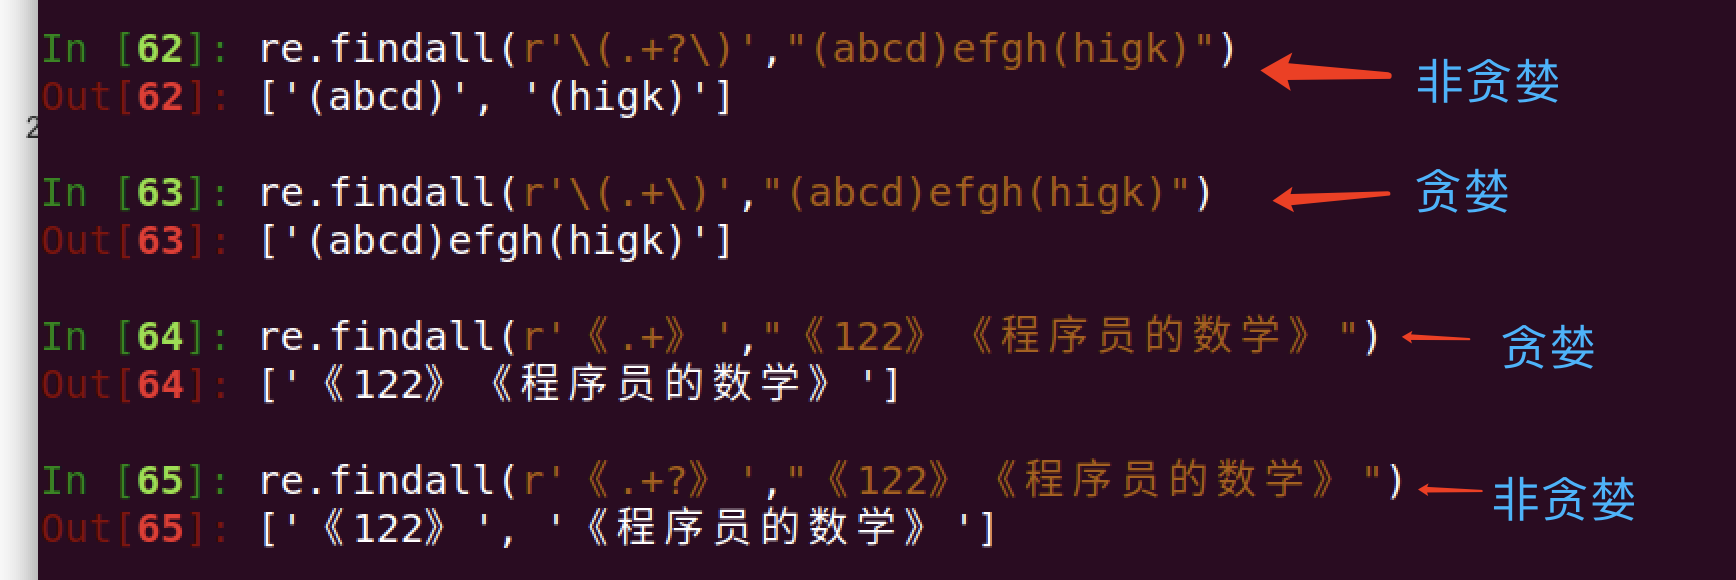 In [62]: re.findall(r'\(.+?\)',"(abcd)efgh(higk)")
非贪婪
Out[62]: ['(abcd)', '(higk)']
2
In [63]: re.findall(r'\(.+\)', "(abcd)efgh(higk)")
贪婪
Out[63]: ['(abcd)efgh(higk)']
In [64]: re.findall(r'《.+》',"《122》《程序员的数学》")
贪婪
Out[64]: ['《122》《程序员的数学》']
In [65]: re.findall(r'《.+?》',"《122》《程序员的数学》")
非贪婪
Out[65]: ['《122》', '《程序员的数学》']